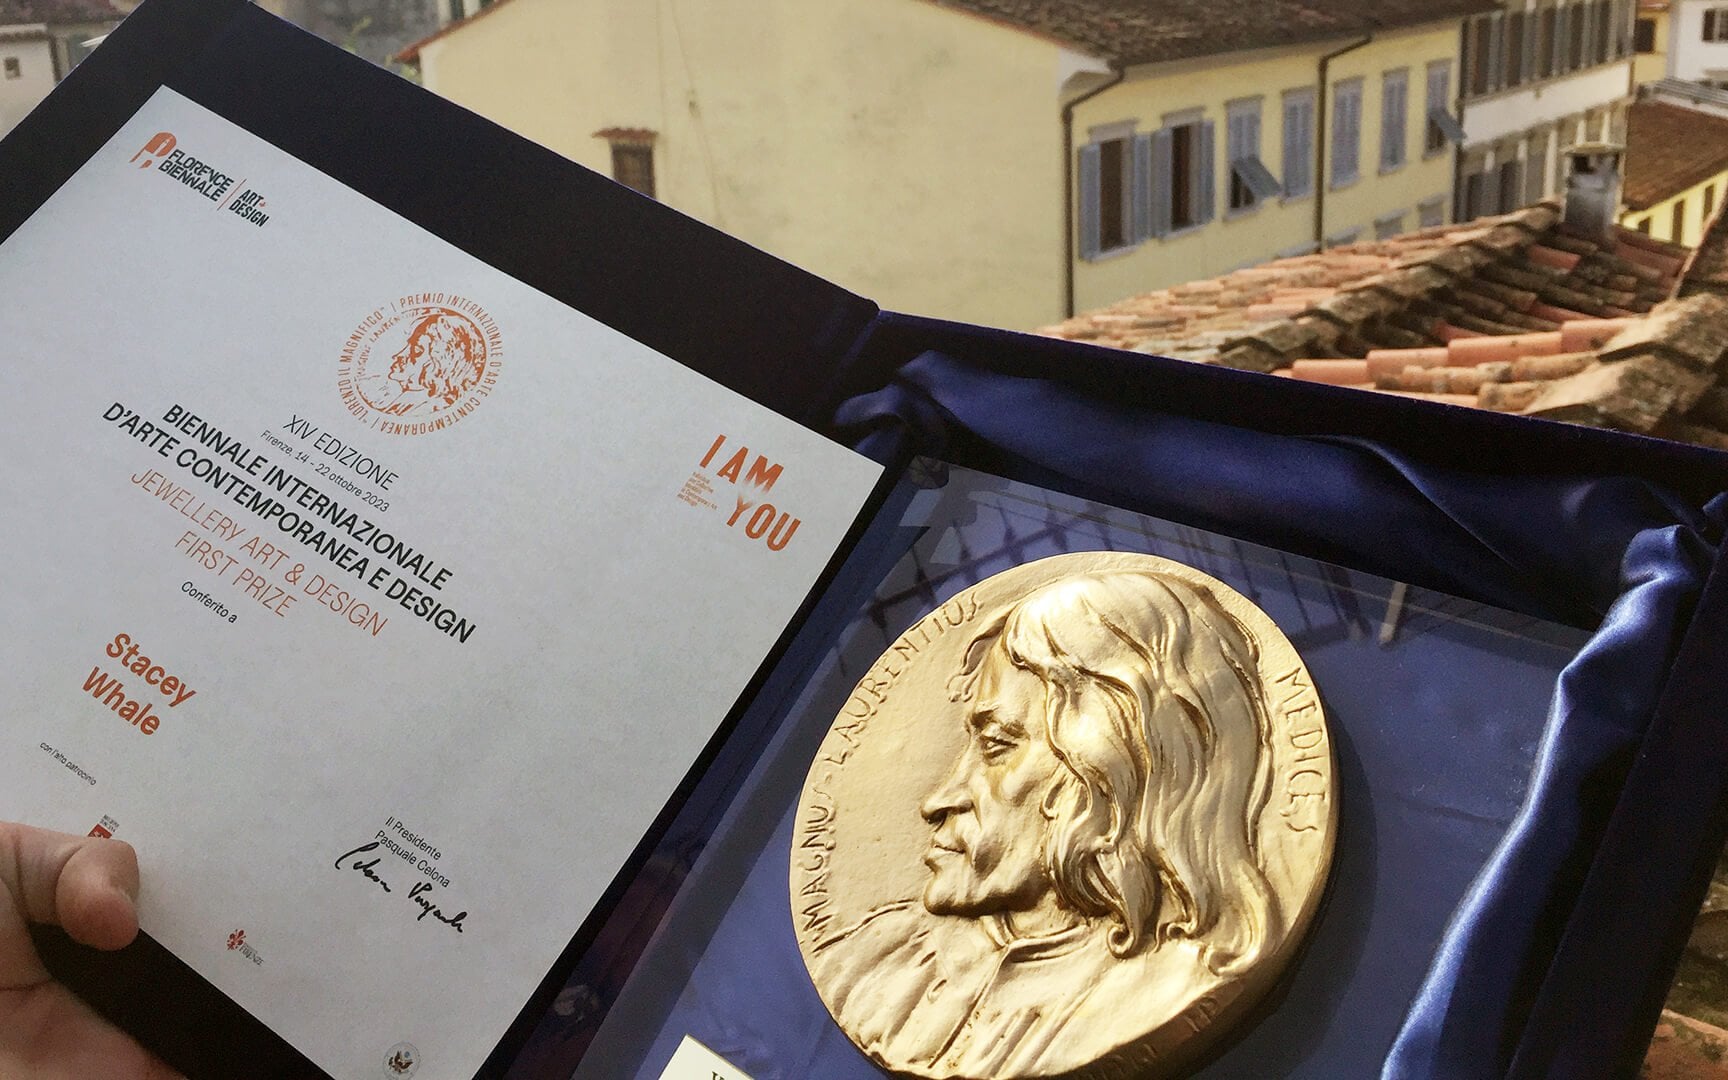 FLORENCE
BIENNALE
ART+
DESIGN
"LORENZO IL MAGNIFICO" | PREMIO INTERNAZIONALE D'ARTE CONTEMPORANEA |
XIV EDIZIONE
Firenze, 14 - 22 ottobre 2023
BIENNALE INTERNAZIONALE
D'ARTE CONTEMPORANEA E DESIGN
JEWELLERY ART & DESIGN
FIRST PRIZE
Conferito a
Stacey
Whale
con l'alto patrocinio
Il Presidente
Pasquale Celona
I AM
YOU
MAGNUS - LAURENTIUS
MEDICES